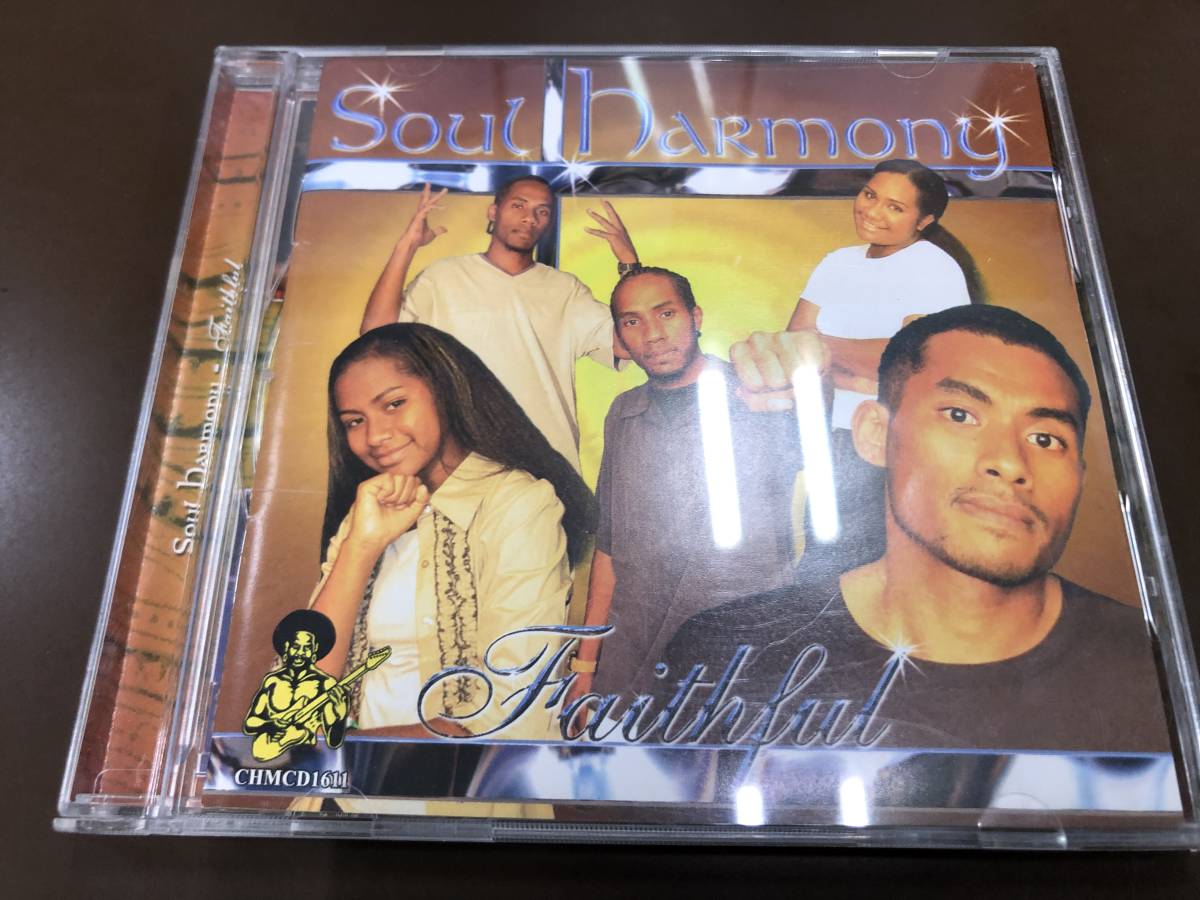 Soul Harmony
Soul Harmony - Faithful
Faithful
CHMCD1611